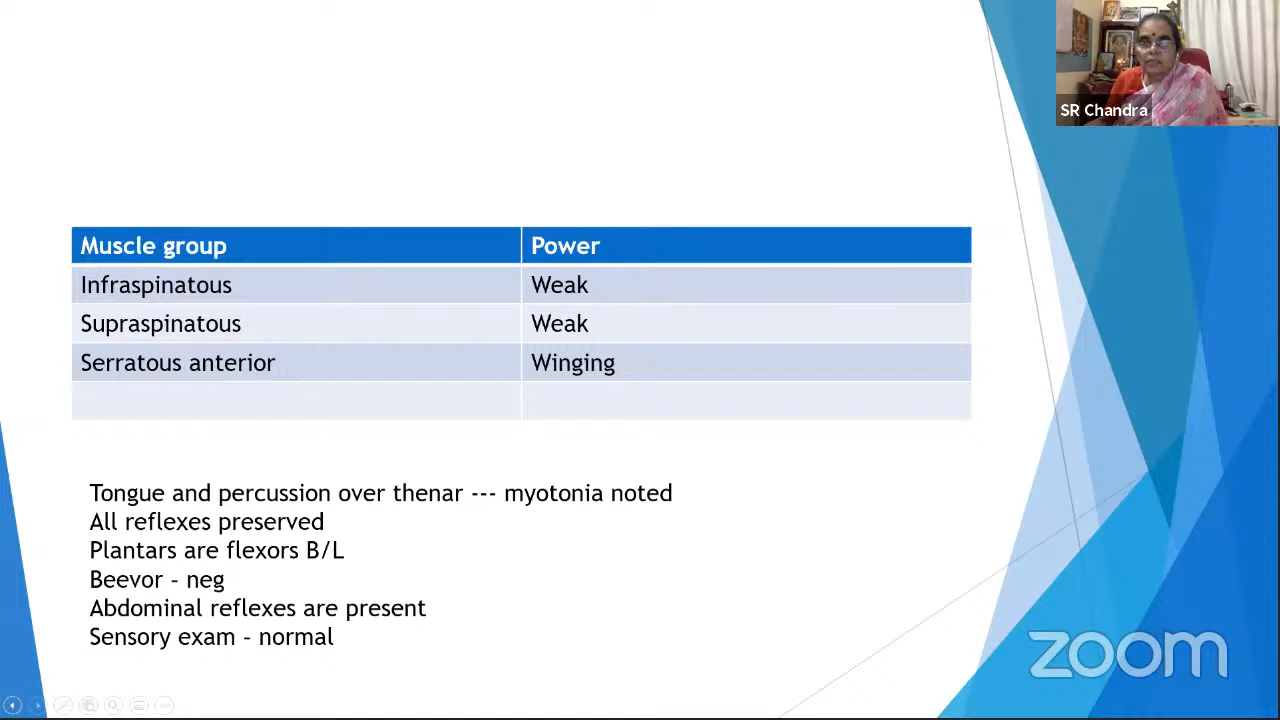 SR Chandra
Muscle group Power
Infraspinatous Weak
Supraspinatous Weak
Serratous anterior Winging
Tongue and percussion over thenar --- myotonia noted
All reflexes preserved
Plantars are flexors B/L
Beevor - neg
Abdominal reflexes are present
Sensory exam - normal
zoom